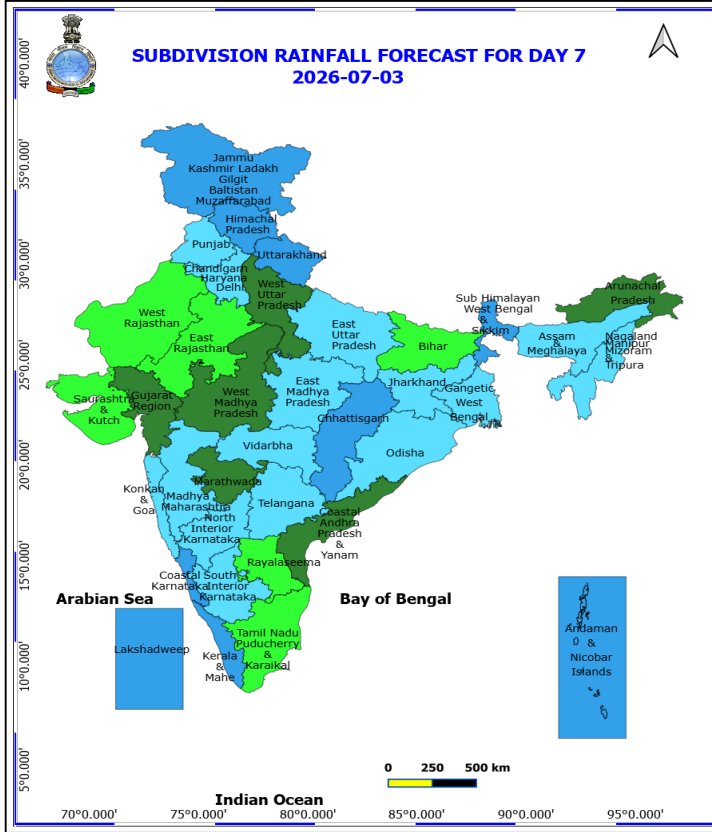 SUBDIVISION RAINFALL FORECAST FOR DAY 7
2026-07-03
40°0.000'
35°0.000'
30°0.000'
25°0.000'
20°0.000'
15°0.000'
10°0.000'
5°0.000'
Jammu
Kashmir Ladakh
Gilgit
Baltistan
Muzaffarabad
Himachal
Pradesh
Punjab
Uttarakhand
Chandigarh
Haryana
Delhi
West
Uttar
Pradesh
West
Rajasthan
East
Rajasthan
East
Uttar
Pradesh
Bihar
Sub Himalayan
West Bengal
&
Sikkim
Arunachal
Pradesh
Assam
&
Meghalaya
Nagaland
Manipur
Mizoram
&
Tripura
Saurashtra
&
Kutch
Gujarat
Region
West
Madhya
Pradesh
East
Madhya
Pradesh
Jharkhand
Gangetic
West
Bengal
Chhattisgarh
Odisha
Vidarbha
Konkan
&
Goa
Madhya
Maharashtra
Marathwada
Telangana
North
Interior
Karnataka
Coastal
Andhra
Pradesh
&
Yanam
Rayalaseema
Coastal
Karnataka
South
Interior
Karnataka
Arabian Sea
Bay of Bengal
Lakshadweep
Kerala
&
Mahe
Tamil Nadu
Puducherry
&
Karaikal
Andaman
&
Nicobar
Islands
0 250 500 km
Indian Ocean
70°0.000' 75°0.000' 80°0.000' 85°0.000' 90°0.000' 95°0.000'